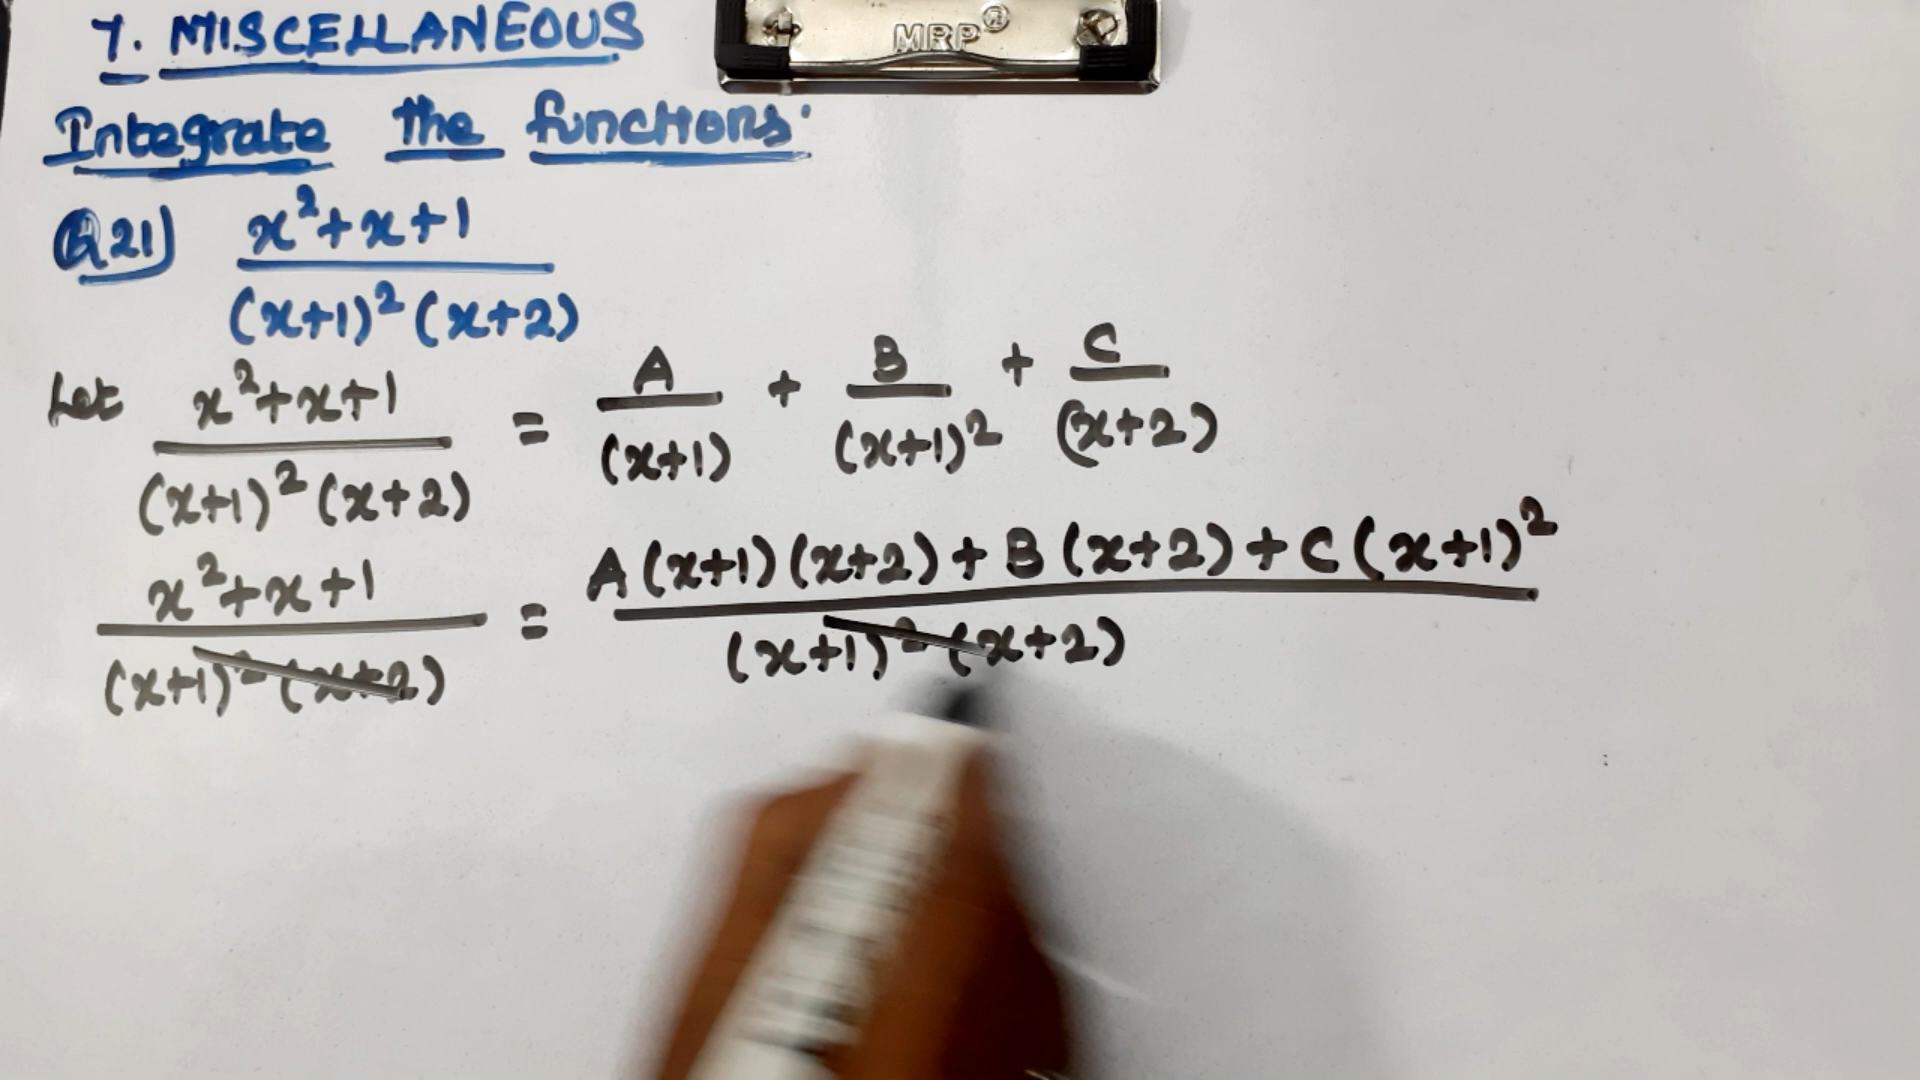 MRP®
7. MISCELLANEOUS
Integrate the functions.
Q21) x²+x+1 / (x+1)²(x+2)
Let x²+x+1 / (x+1)²(x+2) = A / (x+1) + B / (x+1)² + C / (x+2)
x²+x+1 / (x+1)²(x+2) = A(x+1)(x+2)+B(x+2)+C(x+1)² / (x+1)²(x+2)